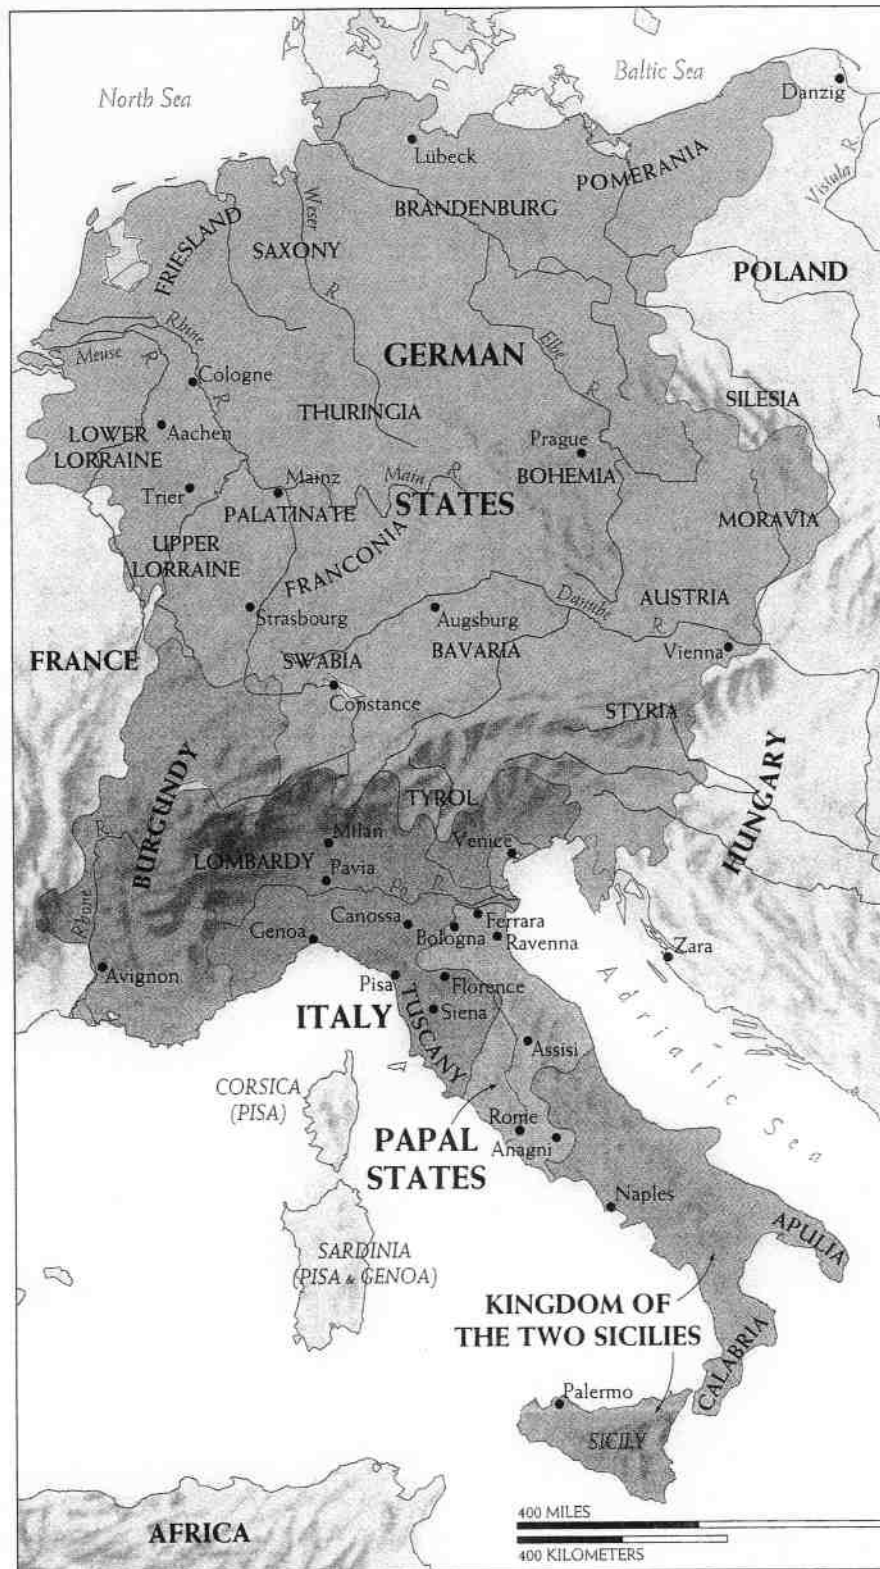 North Sea
Baltic Sea
Danzig
Lübeck
Vistula R.
POMERANIA
BRANDENBURG
Weser
R.
FRIESLAND
SAXONY
POLAND
Rhine
R.
Meuse
R.
GERMAN
STATES
Elbe
R.
Cologne
SILESIA
THURINGIA
LOWER
LORRAINE
Aachen
Prague
BOHEMIA
Mainz
Main R.
Trier
PALATINATE
MORAVIA
UPPER
LORRAINE
FRANCONIA
AUSTRIA
Strasbourg
Augsburg
Danube
R.
FRANCE
SWABIA
BAVARIA
Vienna
Constance
STYRIA
BURGUNDY
TYROL
HUNGARY
Milan
Venice
LOMBARDY
Pavia
Po R.
Rhone
R.
Canossa
Ferrara
Genoa
Bologna
Ravenna
Zara
Avignon
Pisa
Florence
Adriatic Sea
ITALY
Siena
TUSCANY
Assisi
CORSICA
(PISA)
Rome
PAPAL
STATES
Anagni
Naples
APULIA
SARDINIA
(PISA & GENOA)
KINGDOM OF
THE TWO SICILIES
CALABRIA
Palermo
SICILY
400 MILES
400 KILOMETERS
AFRICA